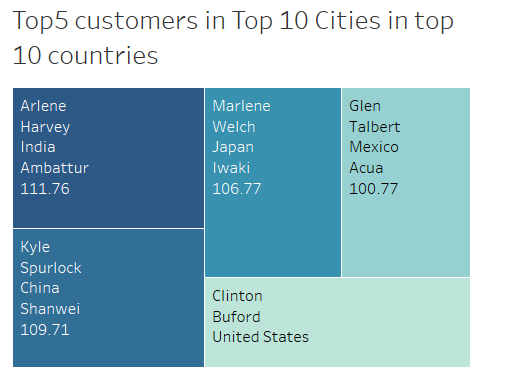 Top5 customers in Top 10 Cities in top
10 countries
Arlene
Harvey
India
Ambattur
111.76
Kyle
Spurlock
China
Shanwei
109.71
Marlene
Welch
Japan
Iwaki
106.77
Glen
Talbert
Mexico
Acua
100.77
Clinton
Buford
United States